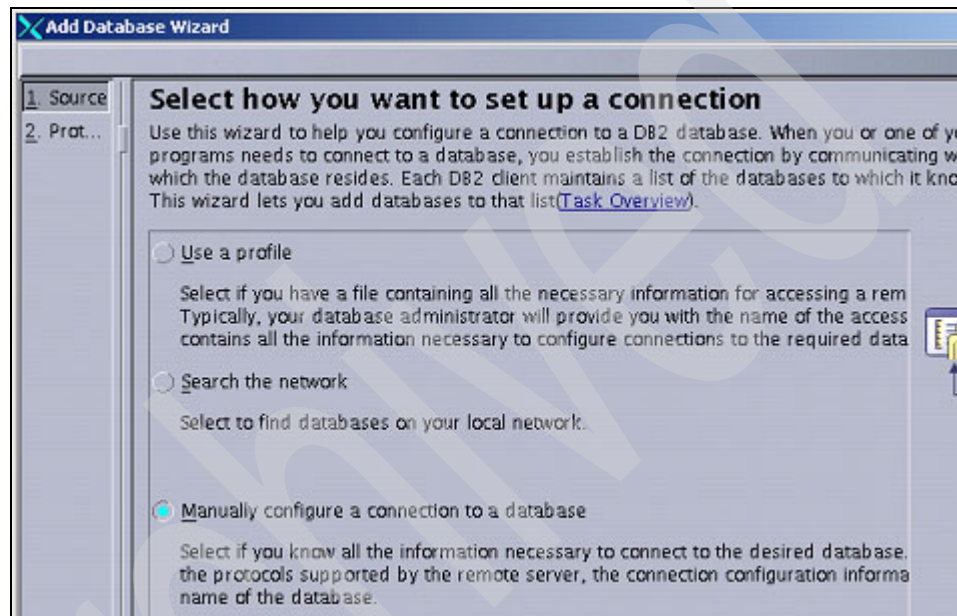 Add Database Wizard
1. Source
2. Prot...
Select how you want to set up a connection
Use this wizard to help you configure a connection to a DB2 database. When you or one of yo
programs needs to connect to a database, you establish the connection by communicating w
which the database resides. Each DB2 client maintains a list of the databases to which it kno
This wizard lets you add databases to that list(Task Overview).
Use a profile
Select if you have a file containing all the necessary information for accessing a rem
Typically, your database administrator will provide you with the name of the access
contains all the information necessary to configure connections to the required data
Search the network
Select to find databases on your local network.
Manually configure a connection to a database
Select if you know all the information necessary to connect to the desired database.
the protocols supported by the remote server, the connection configuration informa
name of the database.